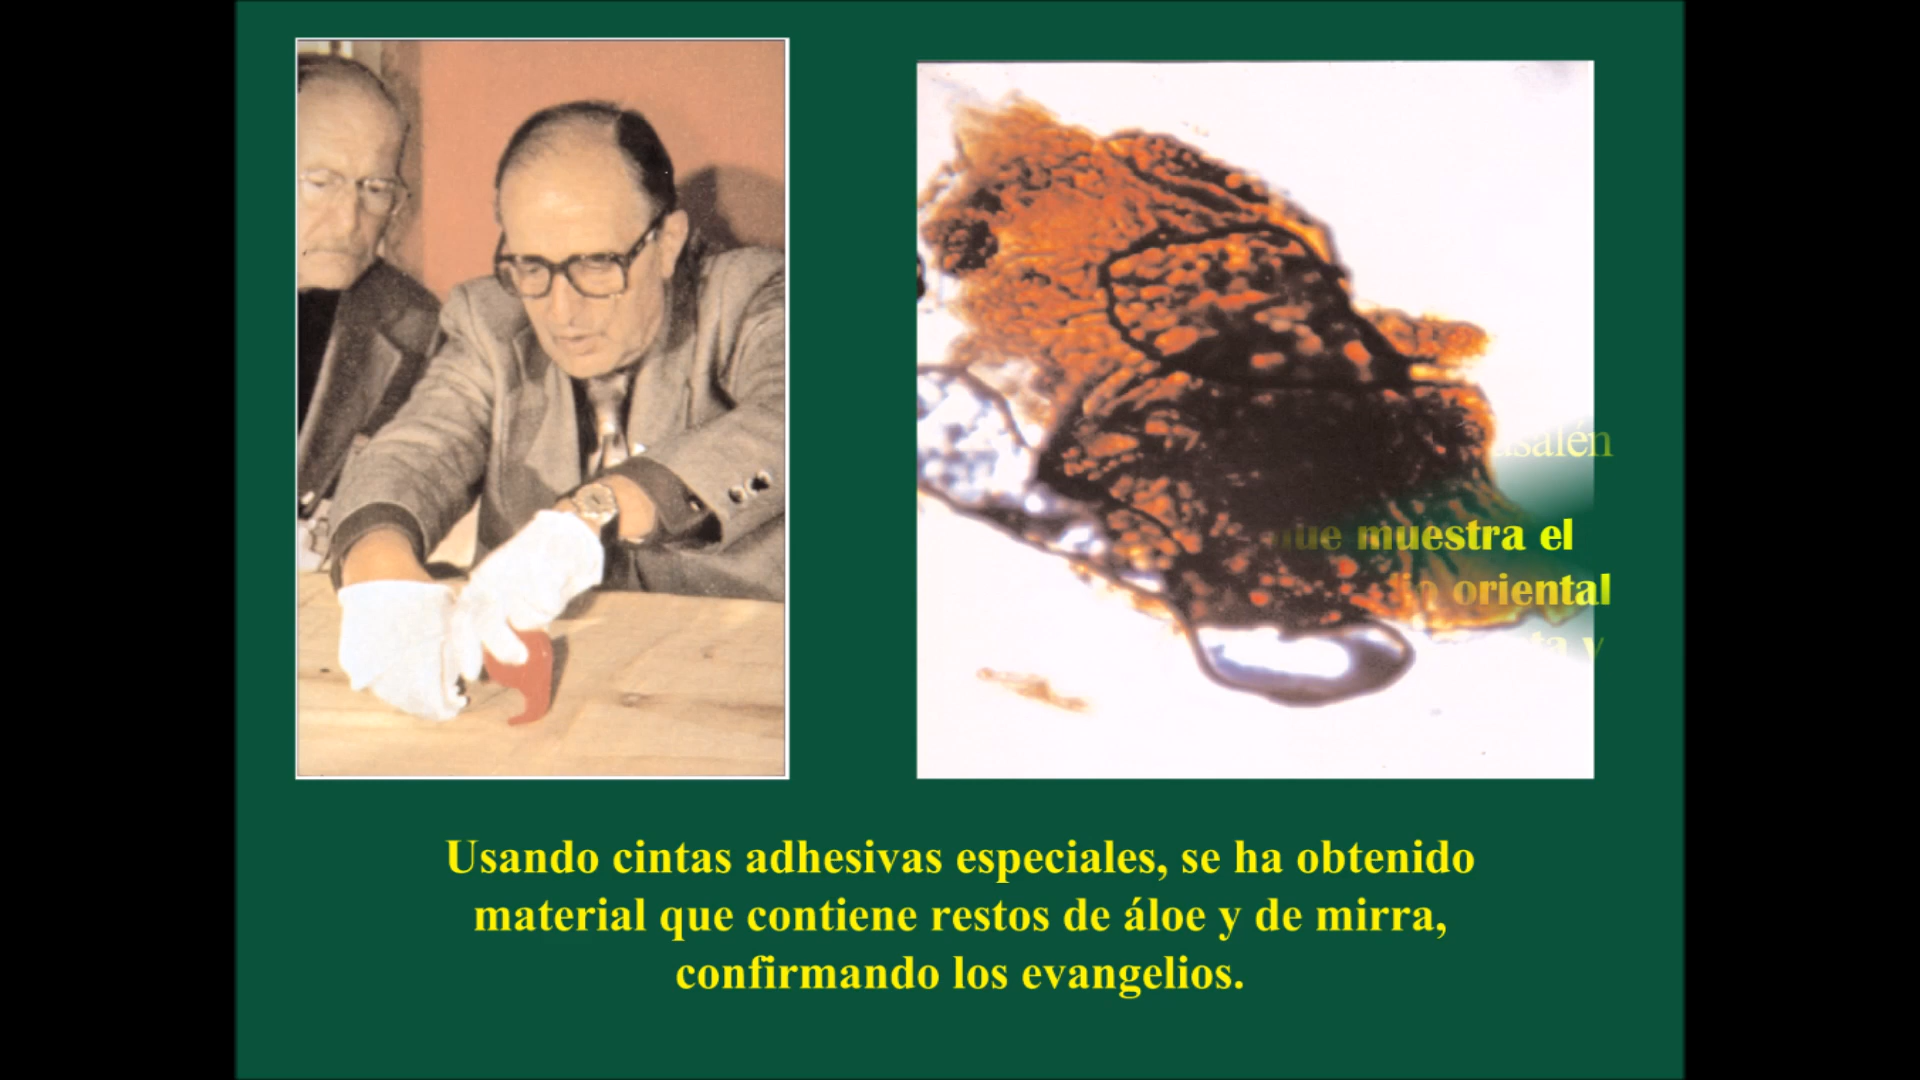 que muestra el
oriental
Usando cintas adhesivas especiales, se ha obtenido
material que contiene restos de áloe y de mirra,
confirmando los evangelios.